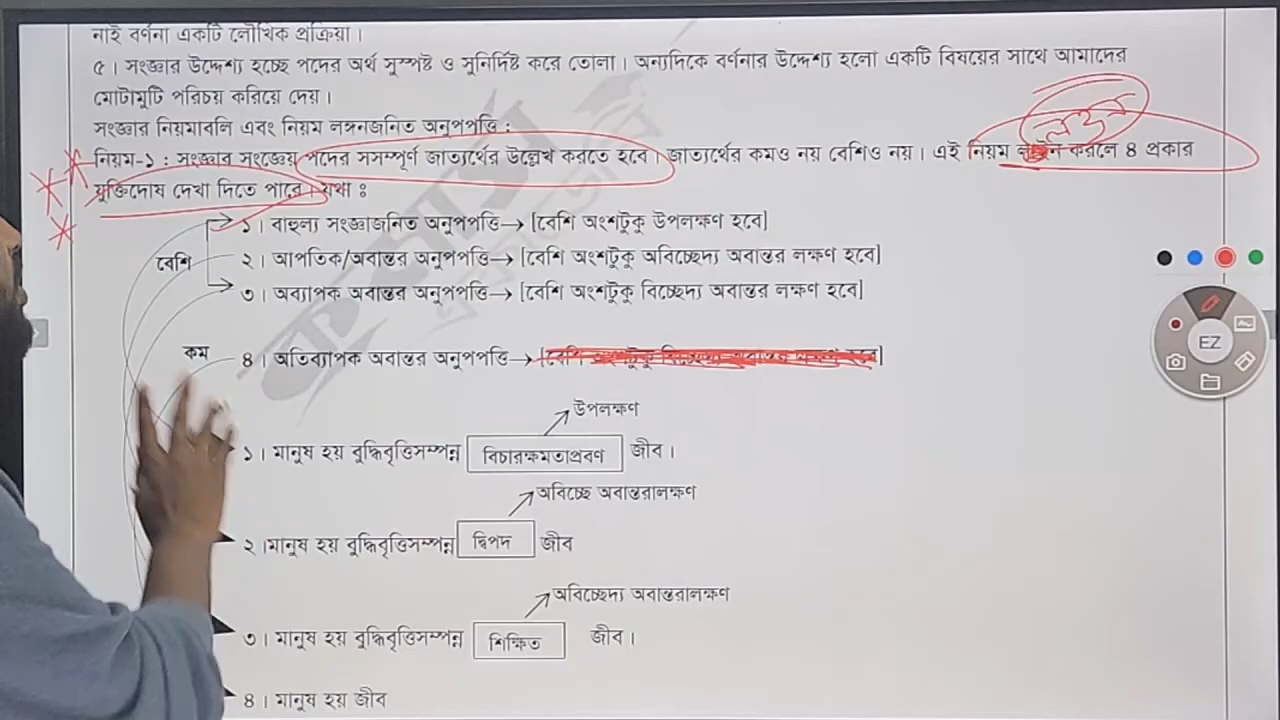 নাই বর্ণনা একটি লৌখিক প্রক্রিয়া।
৫। সংজ্ঞার উদ্দেশ্য হচ্ছে পদের অর্থ সুস্পষ্ট ও সুনির্দিষ্ট করে তোলা। অন্যদিকে বর্ণনার উদ্দেশ্য হলো একটি বিষয়ের সাথে আমাদের
মোটামুটি পরিচয় করিয়ে দেয়।
সংজ্ঞার নিয়মাবলি এবং নিয়ম লঙ্গনজনিত অনুপপত্তি :
নিয়ম-১ : সংজ্ঞার সংজ্ঞেয় পদের সসম্পূর্ণ জাত্যর্থের উল্লেখ করতে হবে। জাত্যর্থের কমও নয় বেশিও নয়। এই নিয়ম করলে ৪ প্রকার
যুক্তিদোষ দেখা দিতে পারে। যথা ঃ
১। বাহুল্য সংজ্ঞাজনিত অনুপপত্তি→ [বেশি অংশটুকু উপলক্ষণ হবে]
বেশি ২। আপতিক/অবান্তর অনুপপত্তি→ [বেশি অংশটুকু অবিচ্ছেদ্য অবান্তর লক্ষণ হবে]
৩। অব্যাপক অবান্তর অনুপপত্তি→ [বেশি অংশটুকু বিচ্ছেদ্য অবান্তর লক্ষণ হবে]
কম ৪। অতিব্যাপক অবান্তর অনুপপত্তি→ [বেশি
উপলক্ষণ
১। মানুষ হয় বুদ্ধিবৃত্তিসম্পন্ন বিচারক্ষমতাপ্রবণ জীব।
অবিচ্ছে অবান্তরালক্ষণ
২।মানুষ হয় বুদ্ধিবৃত্তিসম্পন্ন দ্বিপদ জীব
অবিচ্ছেদ্য অবান্তরালক্ষণ
৩। মানুষ হয় বুদ্ধিবৃত্তিসম্পন্ন শিক্ষিত জীব।
৪। মানুষ হয় জীব
EZ